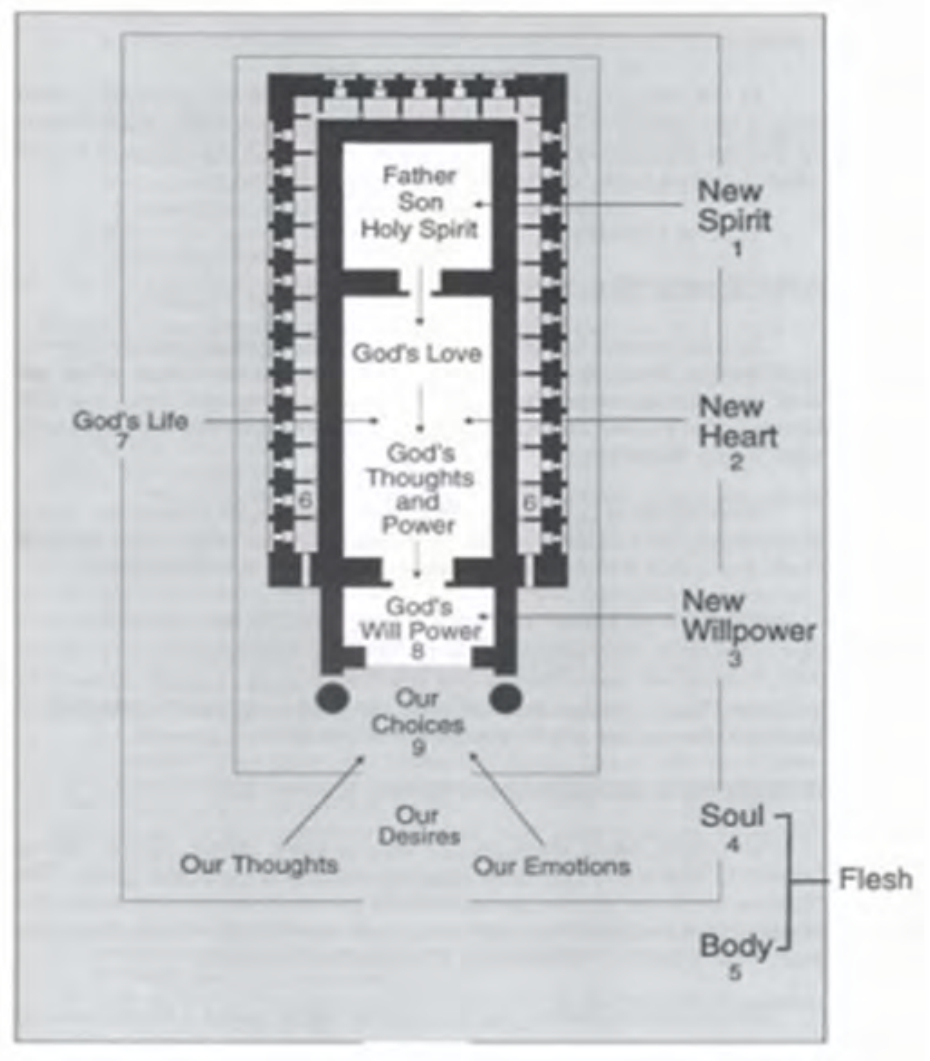 Father
Son
Holy Spirit
New
Spirit
1
God's Love
God's Life
7
New
Heart
2
God's
Thoughts
and
Power
6
6
God's
Will Power
8
New
Willpower
3
Our
Choices
9
Our
Desires
Our Thoughts
Our Emotions
Soul
4
Flesh
Body
5